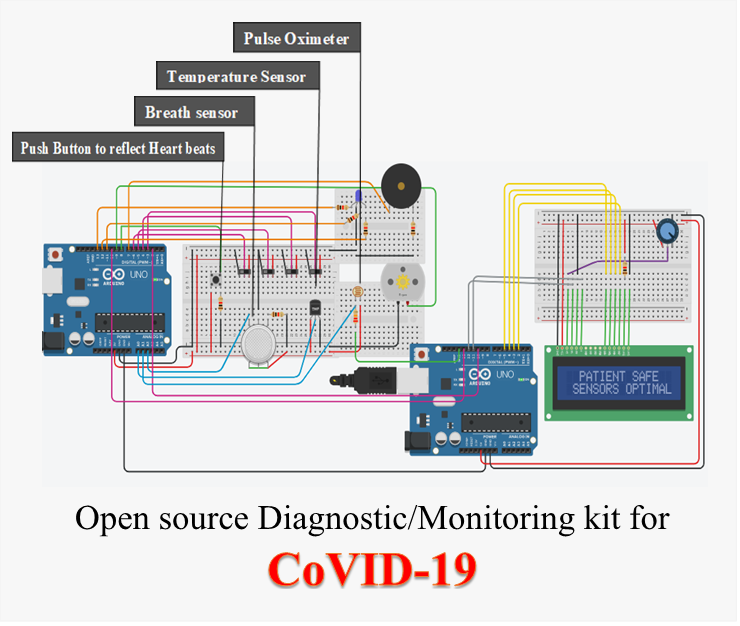 Pulse Oximeter
Temperature Sensor
Breath sensor
Push Button to reflect Heart beats
UNO
ARDUINO
UNO
ARDUINO
PATIENT SAFE
SENSORS OPTIMAL
Open source Diagnostic/Monitoring kit for
CoVID-19